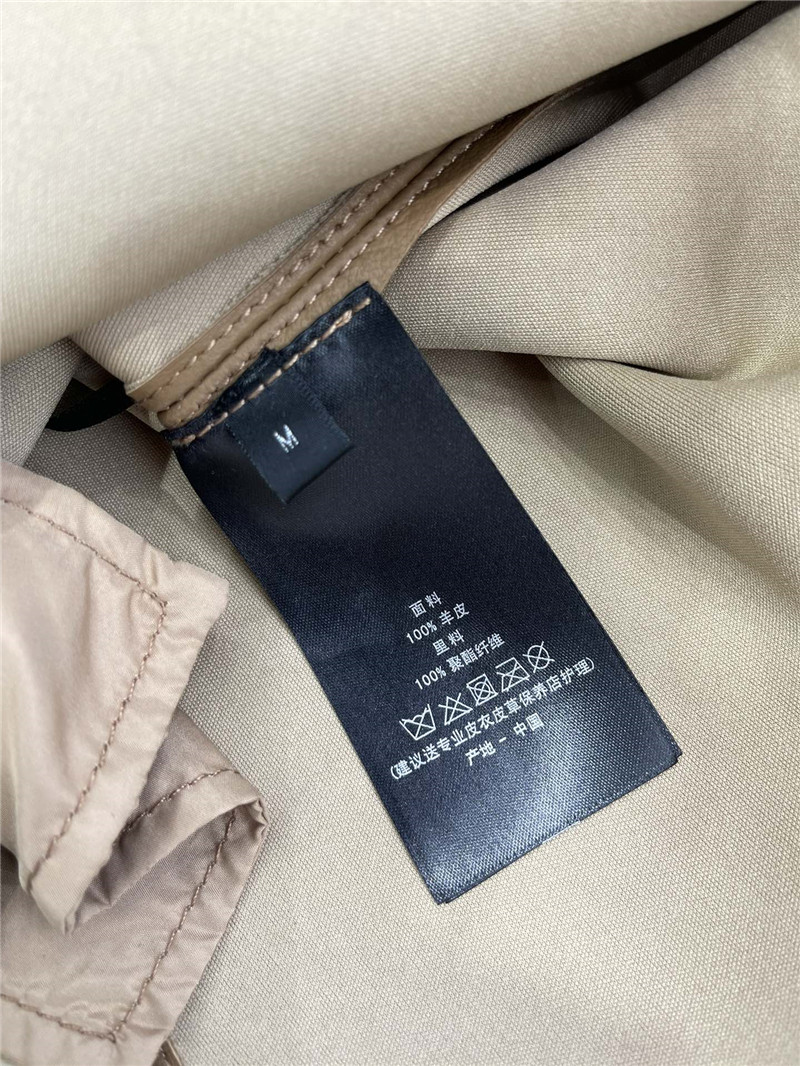 M
面料
100% 羊皮
里料
100% 聚酯纤维
(建议送专业皮衣皮草保养店护理)
产地 - 中国